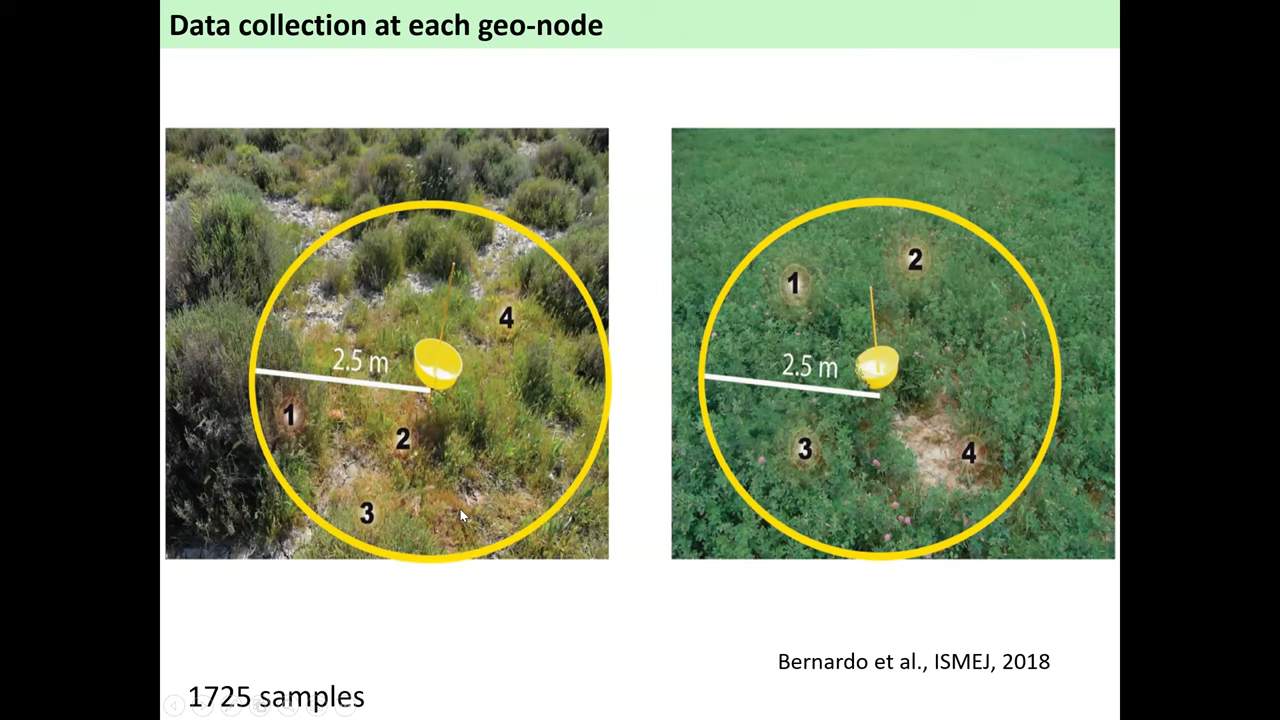 Data collection at each geo-node
4
2.5 m
1
2
3
2
1
2.5 m
3
4
Bernardo et al., ISMEJ, 2018
1725 samples